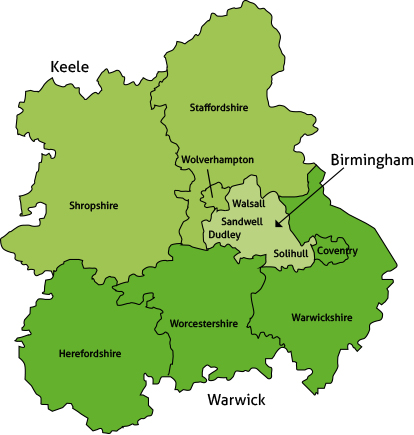 Keele
Staffordshire
Wolverhampton
Birmingham
Shropshire
Walsall
Sandwell
Dudley
Solihull
Coventry
Worcestershire
Warwickshire
Herefordshire
Warwick